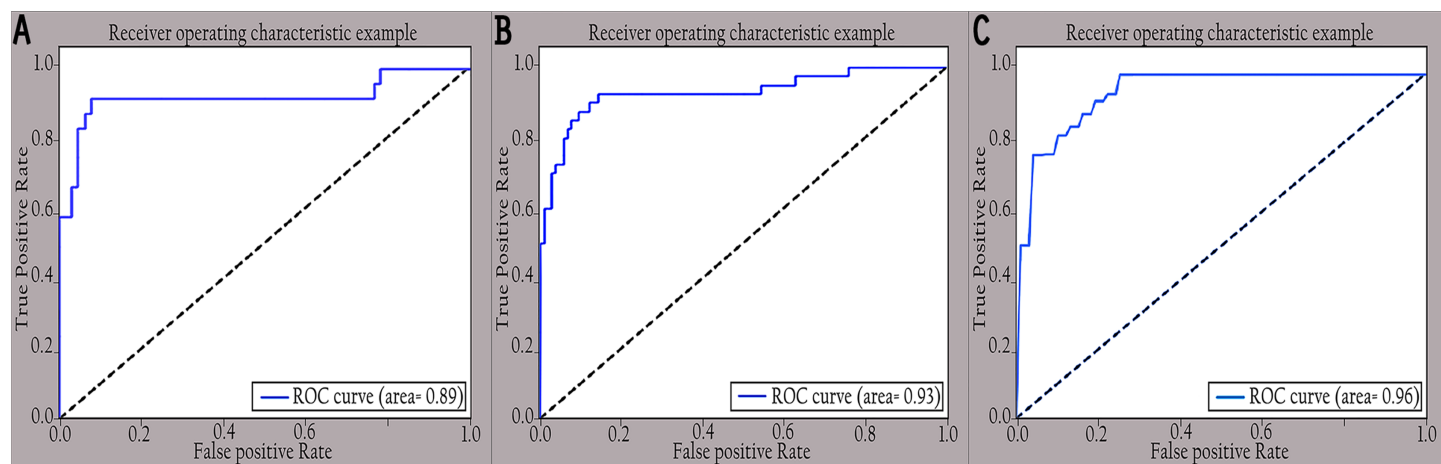 A
Receiver operating characteristic example
True Positive Rate
1.0
0.8
0.6
0.4
0.2
0.0
ROC curve (area= 0.89)
0.0 0.2 0.4 0.6 1.0
False positive Rate
B
Receiver operating characteristic example
True Positive Rate
1.0
0.8
0.6
0.4
0.2
0.0
ROC curve (area= 0.93)
0.0 0.2 0.4 0.6 0.8 1.0
False positive Rate
C
Receiver operating characteristic example
True Positive Rate
1.0
0.8
0.6
0.4
0.2
0.0
ROC curve (area= 0.96)
0.0 0.2 0.4 0.6 1.0
False positive Rate